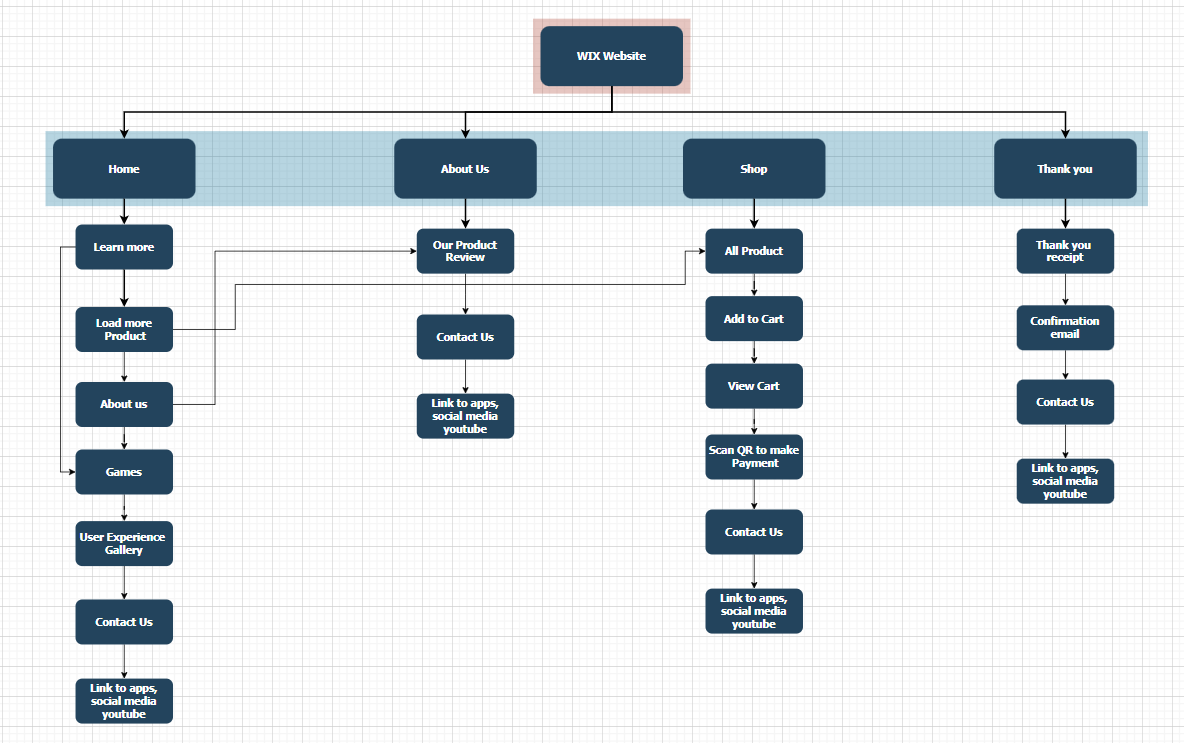 WIX Website
Home
About Us
Shop
Thank you
Learn more
Load more
Product
About us
Games
User Experience
Gallery
Contact Us
Link to apps,
social media
youtube
Our Product
Review
Contact Us
Link to apps,
social media
youtube
All Product
Add to Cart
View Cart
Scan QR to make
Payment
Contact Us
Link to apps,
social media
youtube
Thank you
receipt
Confirmation
email
Contact Us
Link to apps,
social media
youtube